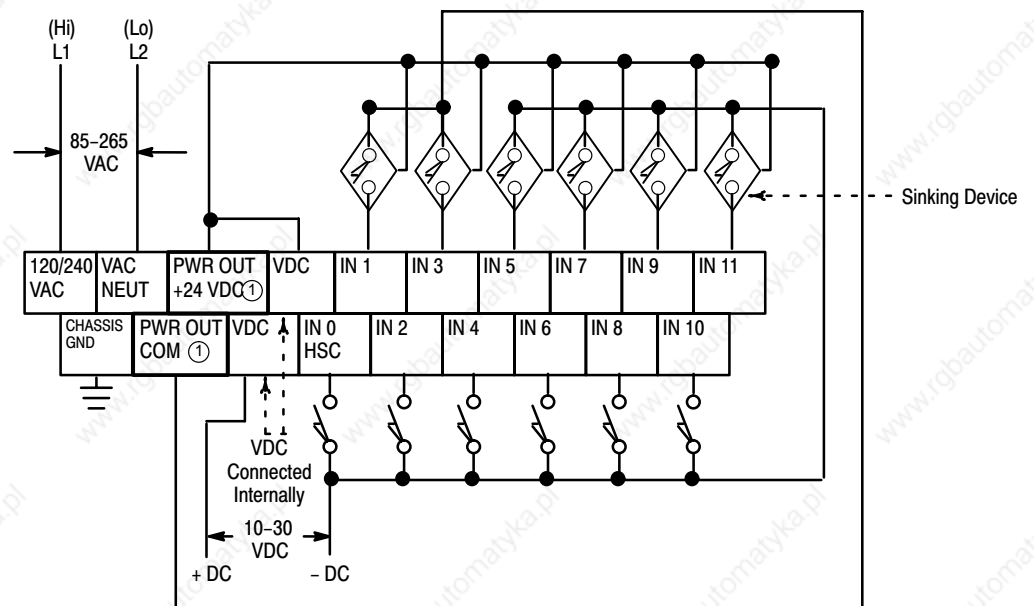 (Hi)
L1
(Lo)
L2
85–265
VAC
Sinking Device
120/240
VAC
VAC
NEUT
PWR OUT
+24 VDC①
VDC
IN 1
IN 3
IN 5
IN 7
IN 9
IN 11
CHASSIS
GND
PWR OUT
COM ①
VDC
IN 0
HSC
IN 2
IN 4
IN 6
IN 8
IN 10
VDC
Connected
Internally
10–30
VDC
+ DC
– DC
www.rgbautomatyka.pl